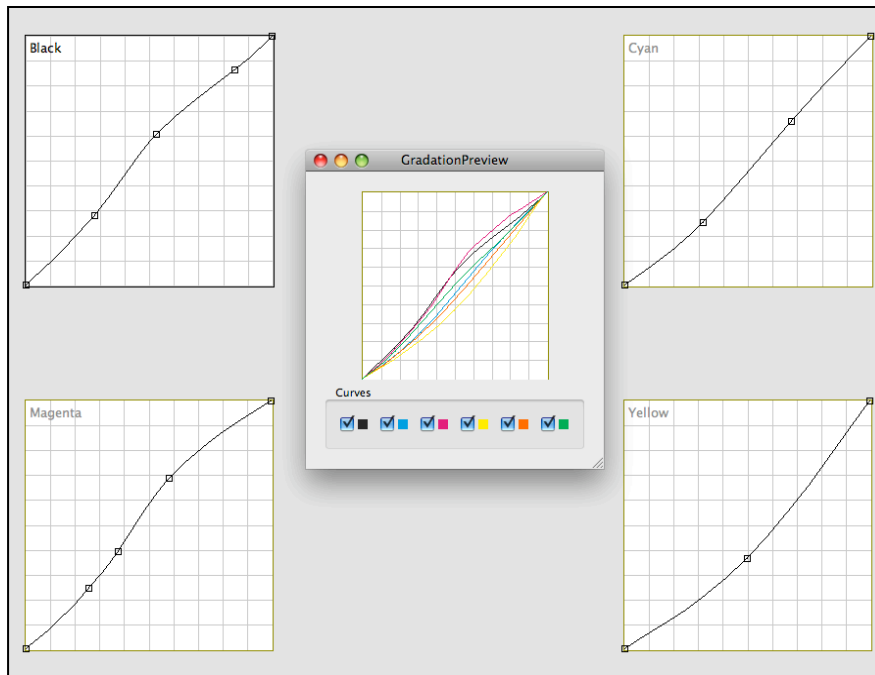 Black
Cyan
GradationPreview
Curves
Magenta
Yellow